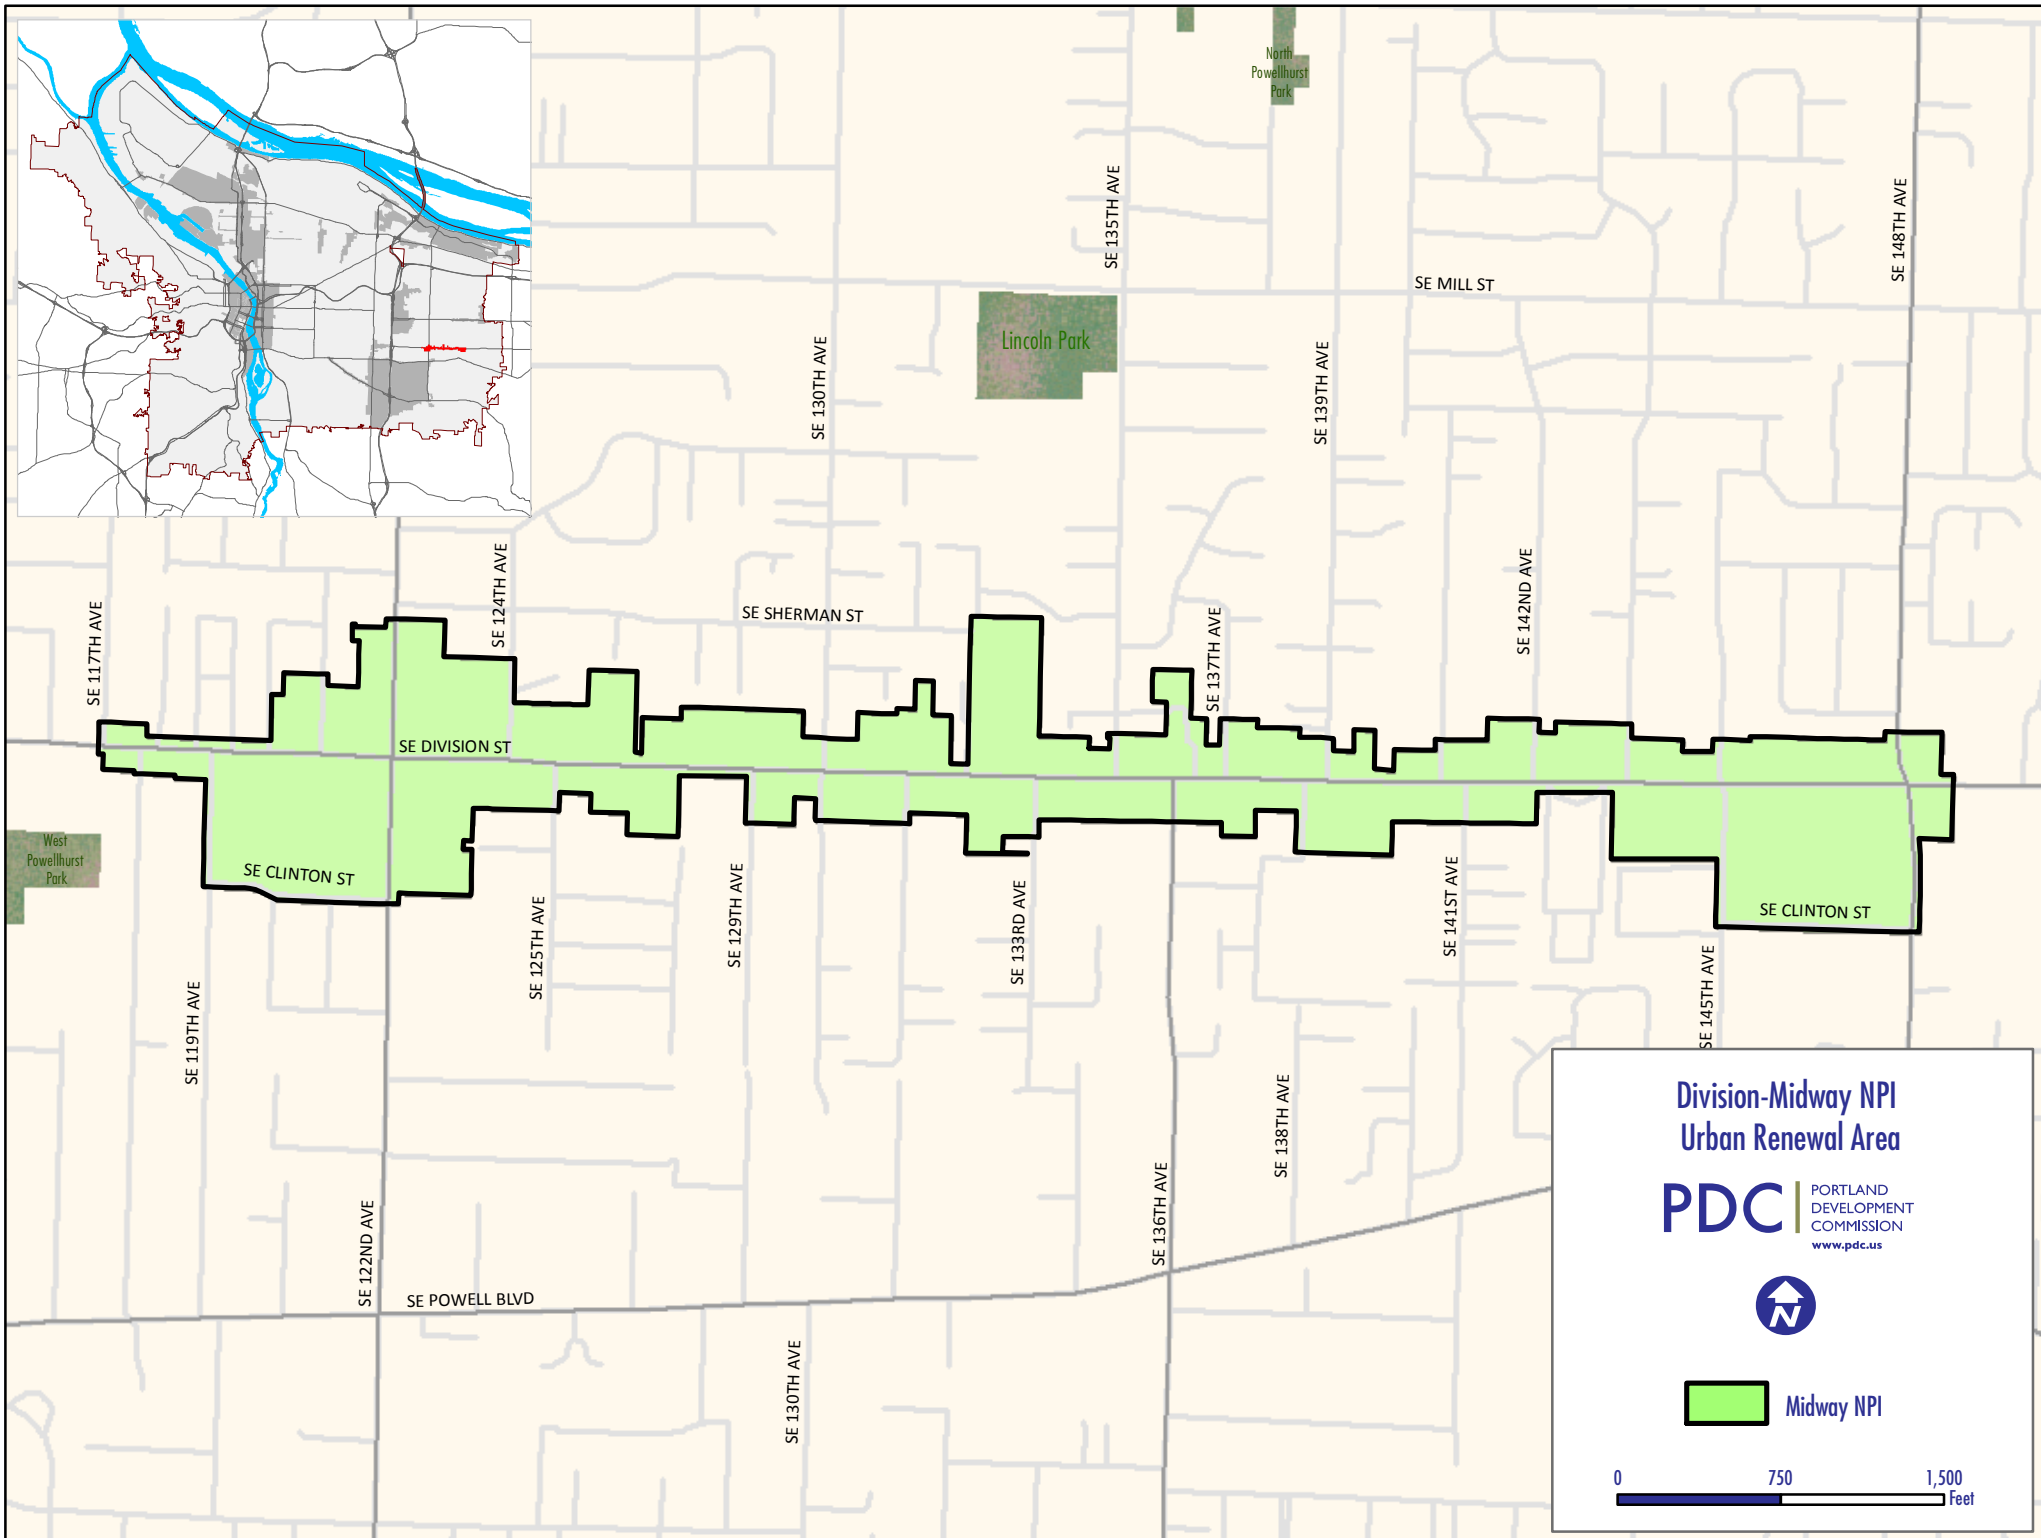 North
Powellhurst
Park
SE 135TH AVE
SE 148TH AVE
SE MILL ST
Lincoln Park
SE 130TH AVE
SE 139TH AVE
SE 124TH AVE
SE 142ND AVE
SE 117TH AVE
SE SHERMAN ST
SE 137TH AVE
SE DIVISION ST
West
Powellhurst
Park
SE CLINTON ST
SE 129TH AVE
SE 133RD AVE
SE 141ST AVE
SE CLINTON ST
SE 125TH AVE
SE 145TH AVE
SE 119TH AVE
SE 138TH AVE
SE 136TH AVE
SE 122ND AVE
SE POWELL BLVD
SE 130TH AVE
Division-Midway NPI
Urban Renewal Area
PDC
PORTLAND
DEVELOPMENT
COMMISSION
www.pdc.us
N
Midway NPI
0 750 1,500
Feet